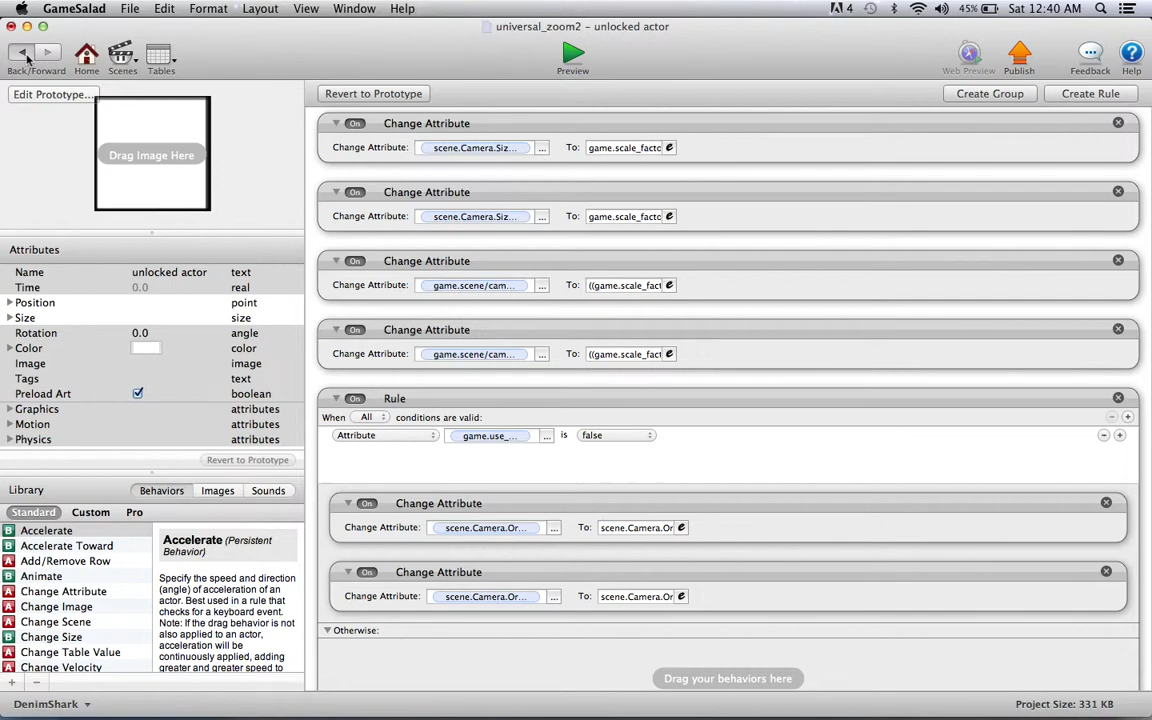 GameSalad File Edit Format Layout View Window Help 4 45% Sat 12:40 AM
universal_zoom2 – unlocked actor
Back/Forward Home Scenes Tables Preview Web Preview Publish Feedback Help
Edit Prototype... Revert to Prototype Create Group Create Rule
Drag Image Here
Attributes
Name unlocked actor text
Time 0.0 real
Position point
Size size
Rotation 0.0 angle
Color color
Image image
Tags text
Preload Art boolean
Graphics attributes
Motion attributes
Physics attributes
Revert to Prototype
Library Behaviors Images Sounds
Standard Custom Pro
Accelerate
Accelerate Toward
Add/Remove Row
Animate
Change Attribute
Change Image
Change Scene
Change Size
Change Table Value
Change Velocity
Accelerate (Persistent
Behavior)
Specify the speed and direction
(angle) of acceleration of an
actor. Best used in a rule that
checks for a keyboard event.
Note: If the drag behavior is not
also applied to an actor,
acceleration will be
continuously applied, adding
greater and greater speed to
On Change Attribute
Change Attribute: scene.Camera.Siz... ... To: game.scale_facto e
On Change Attribute
Change Attribute: scene.Camera.Siz... ... To: game.scale_facto e
On Change Attribute
Change Attribute: game.scene/cam... ... To: ((game.scale_fact e
On Change Attribute
Change Attribute: game.scene/cam... ... To: ((game.scale_fact e
On Rule
When All conditions are valid:
Attribute game.use_... ... is false
On Change Attribute
Change Attribute: scene.Camera.Or... ... To: scene.Camera.Or e
On Change Attribute
Change Attribute: scene.Camera.Or... ... To: scene.Camera.Or e
Otherwise:
Drag your behaviors here
DenimShark Project Size: 331 KB